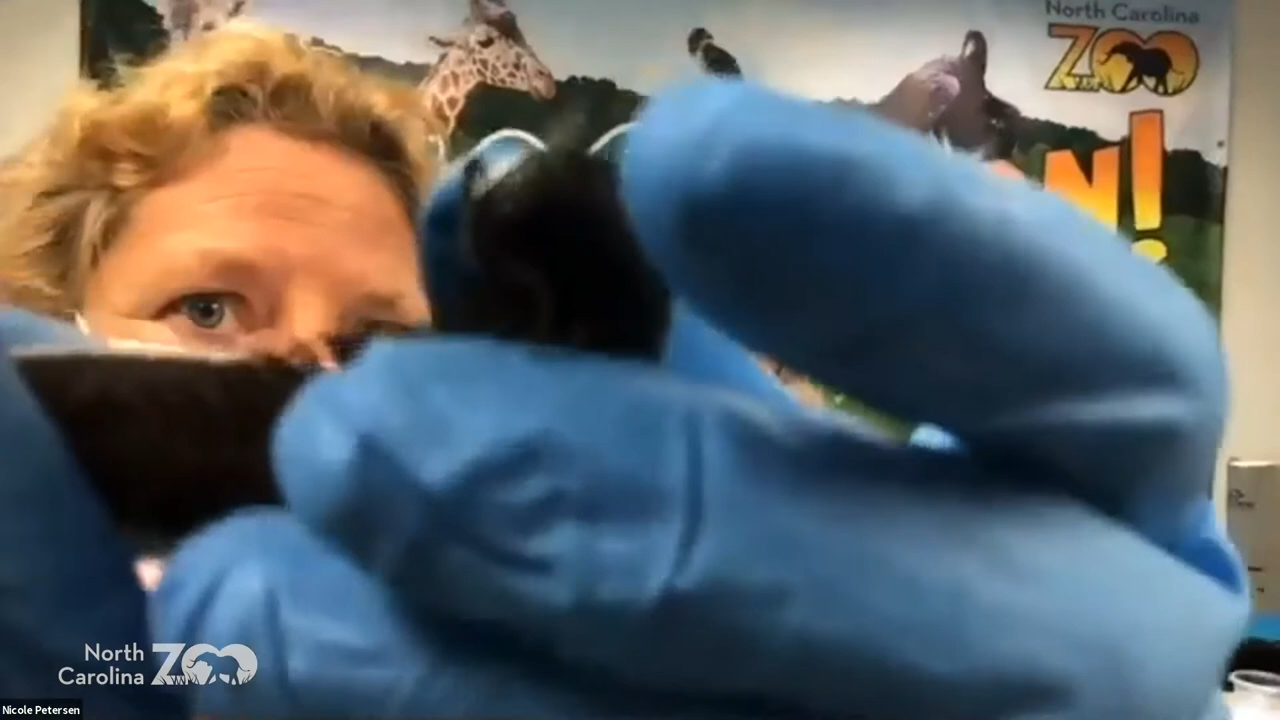 North Carolina
ZOO
N!
North
Carolina ZOO
Nicole Petersen